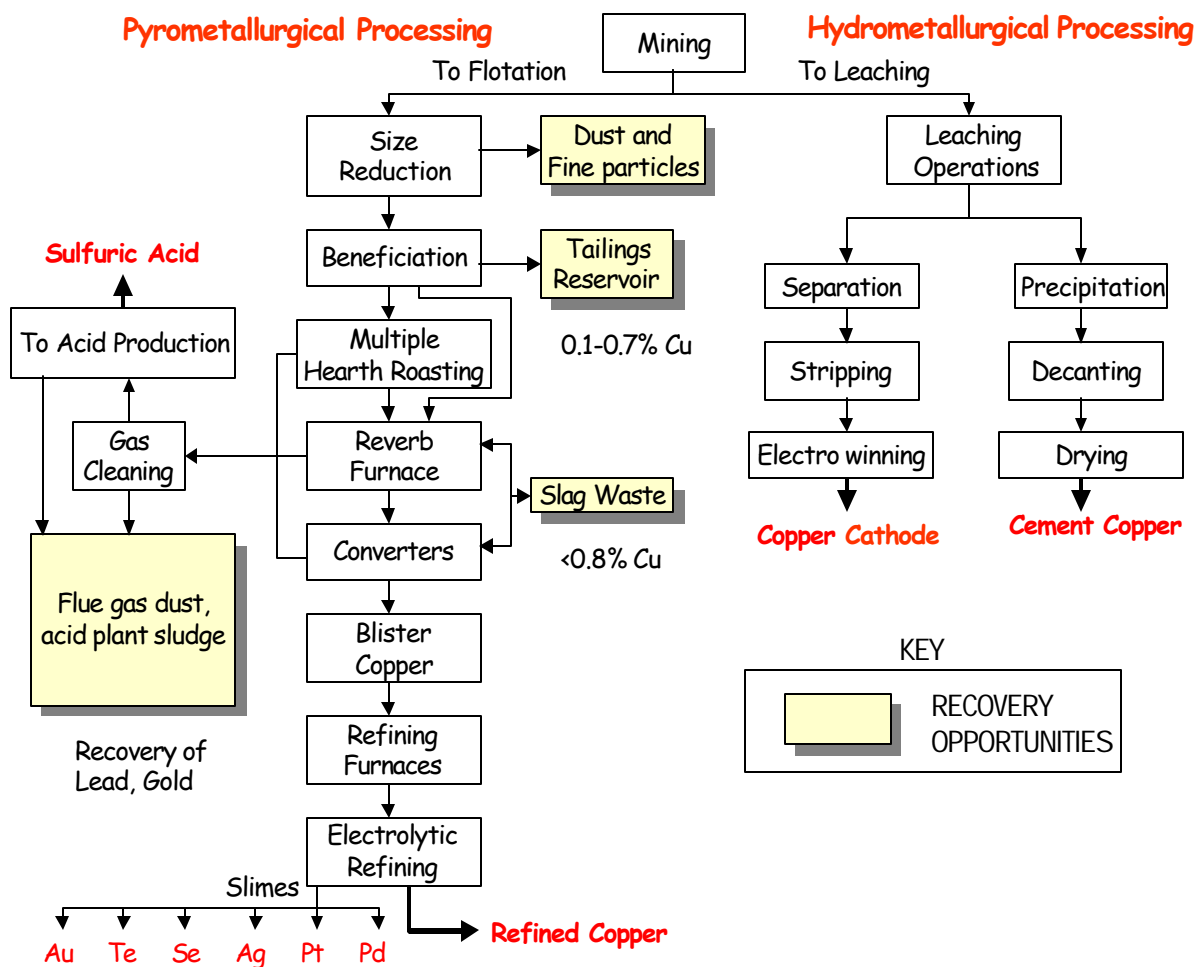 Pyrometallurgical Processing
Hydrometallurgical Processing
Mining
To Flotation
To Leaching
Size
Reduction
Dust and
Fine particles
Leaching
Operations
Beneficiation
Tailings
Reservoir
Sulfuric Acid
Separation
Precipitation
To Acid Production
Multiple
Hearth Roasting
0.1-0.7% Cu
Stripping
Decanting
Gas
Cleaning
Reverb
Furnace
Electro winning
Drying
Slag Waste
Copper Cathode
Cement Copper
Converters
<0.8% Cu
Flue gas dust,
acid plant sludge
Blister
Copper
KEY
RECOVERY
OPPORTUNITIES
Recovery of
Lead, Gold
Refining
Furnaces
Electrolytic
Refining
Slimes
Refined Copper
Au Te Se Ag Pt Pd